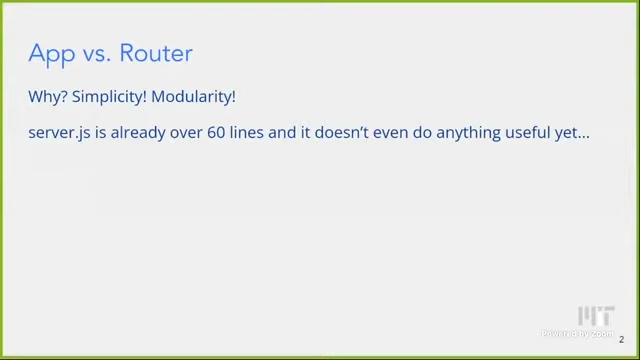 App vs. Router
Why? Simplicity! Modularity!
server.js is already over 60 lines and it doesn't even do anything useful yet...
MIT
Powered by Zoom
2